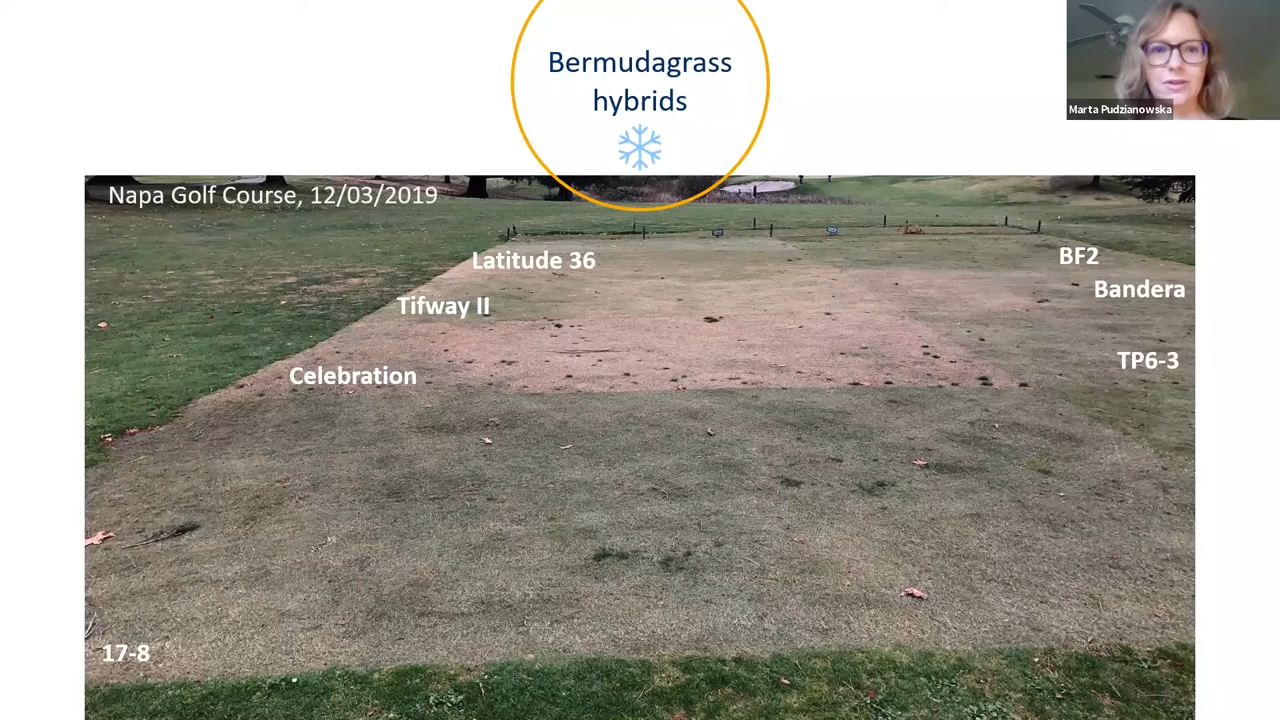 Bermudagrass
hybrids
Marta Pudzianowska
Napa Golf Course, 12/03/2019
Latitude 36
BF2
Bandera
Tifway II
TP6-3
Celebration
17-8